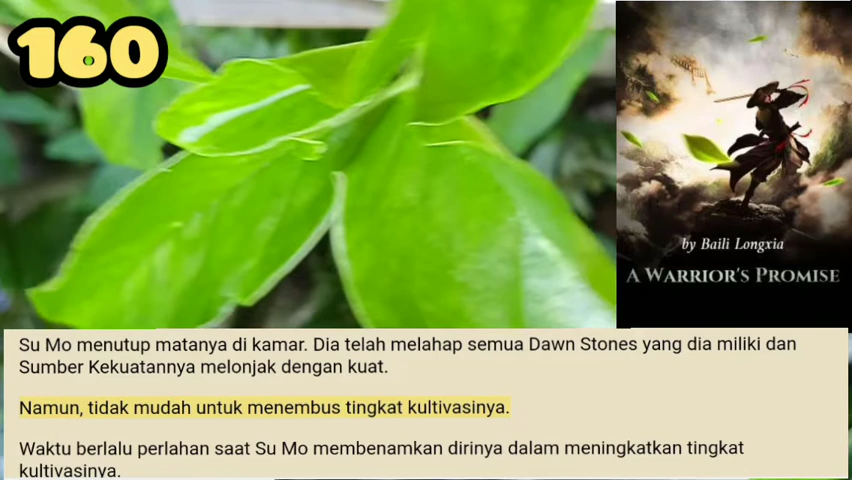 160
by Baili Longxia
A WARRIOR'S PROMISE
Su Mo menutup matanya di kamar. Dia telah melahap semua Dawn Stones yang dia miliki dan
Sumber Kekuatannya melonjak dengan kuat.
Namun, tidak mudah untuk menembus tingkat kultivasinya.
Waktu berlalu perlahan saat Su Mo membenamkan dirinya dalam meningkatkan tingkat
kultivasinya.